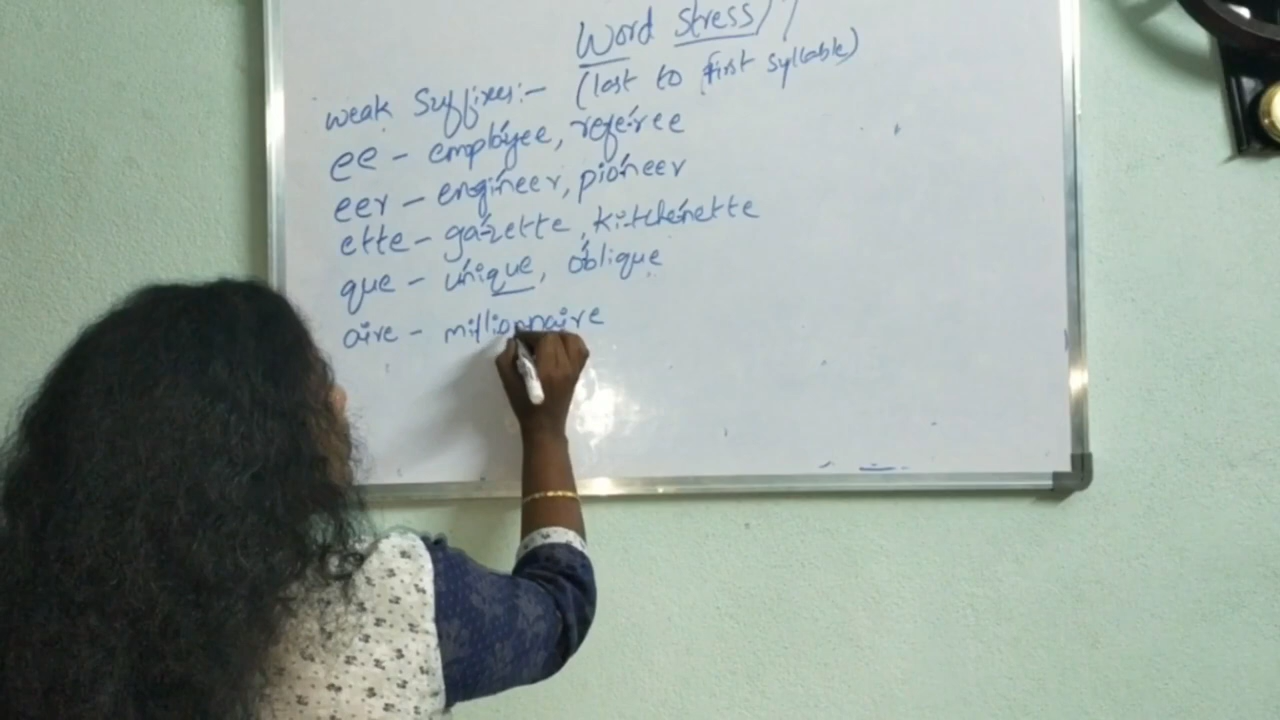 Word Stress
Weak Suffixes:- (last to first syllable)
ee - employee, referee
eer - engineer, pioneer
ette - gazette, kitchenette
que - unique, oblique
aire - millionnaire